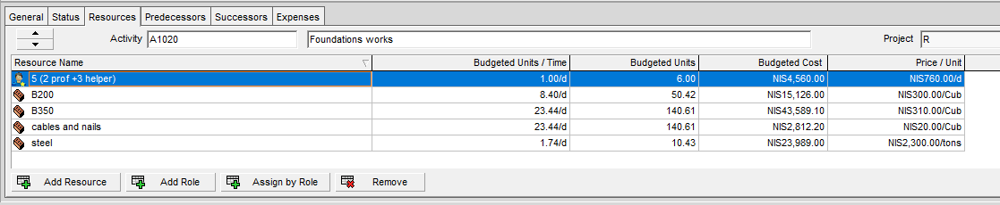 General Status Resources Predecessors Successors Expenses
Activity A1020 Foundations works Project R
Resource Name Budgeted Units / Time Budgeted Units Budgeted Cost Price / Unit
5 (2 prof +3 helper) 1.00/d 6.00 NIS4,560.00 NIS760.00/d
B200 8.40/d 50.42 NIS15,126.00 NIS300.00/Cub
B350 23.44/d 140.61 NIS43,589.10 NIS310.00/Cub
cables and nails 23.44/d 140.61 NIS2,812.20 NIS20.00/Cub
steel 1.74/d 10.43 NIS23,989.00 NIS2,300.00/tons
Add Resource Add Role Assign by Role Remove